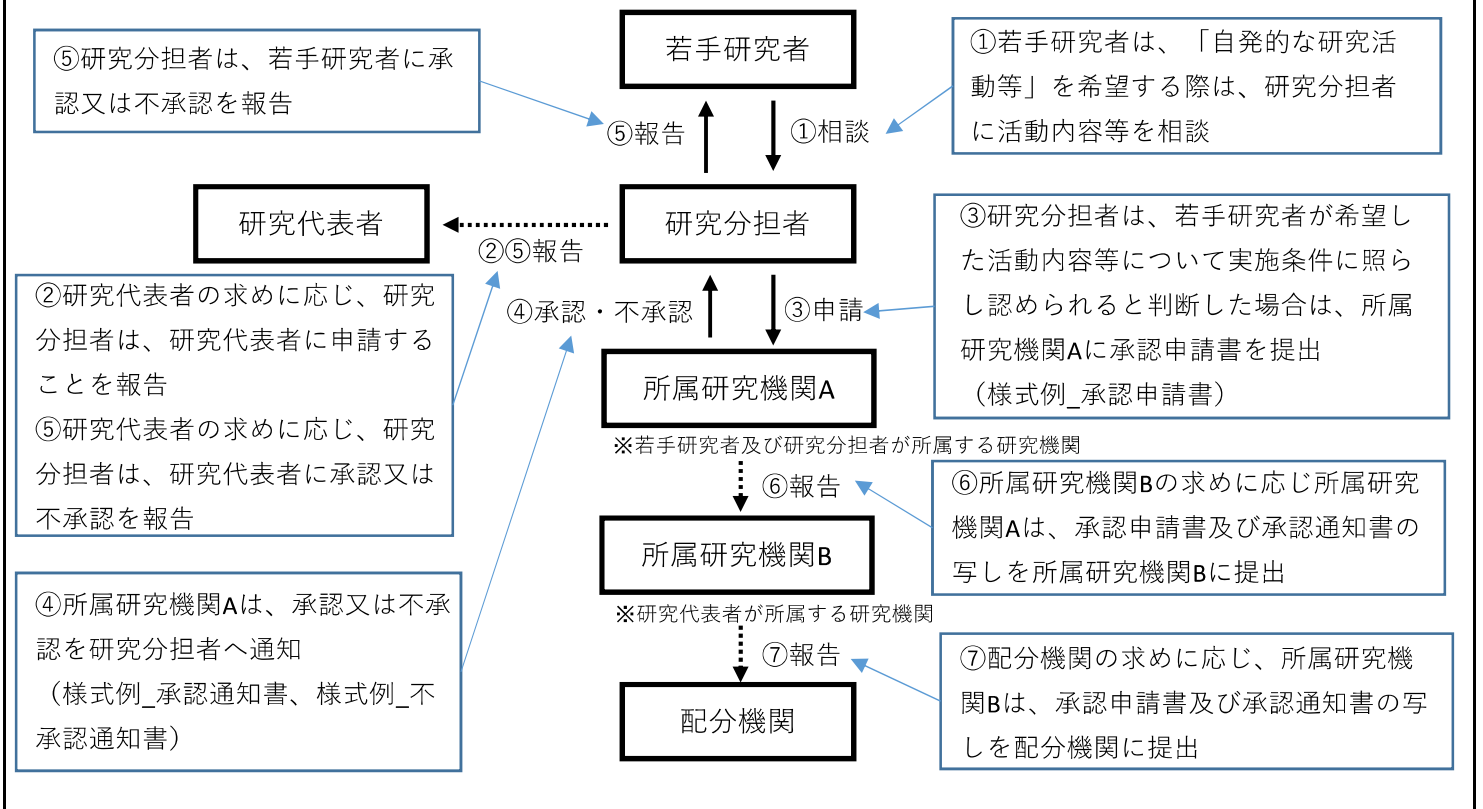 若手研究者
⑤研究分担者は、若手研究者に承
認又は不承認を報告
①若手研究者は、「自発的な研究活
動等」を希望する際は、研究分担者
に活動内容等を相談
⑤報告
①相談
研究代表者
研究分担者
②⑤報告
③研究分担者は、若手研究者が希望し
た活動内容等について実施条件に照ら
し認められると判断した場合は、所属
研究機関Aに承認申請書を提出
（様式例_承認申請書）
②研究代表者の求めに応じ、研究
分担者は、研究代表者に申請する
ことを報告
⑤研究代表者の求めに応じ、研究
分担者は、研究代表者に承認又は
不承認を報告
④承認・不承認
③申請
所属研究機関A
※若手研究者及び研究分担者が所属する研究機関
⑥報告
⑥所属研究機関Bの求めに応じ所属研究
機関Aは、承認申請書及び承認通知書の
写しを所属研究機関Bに提出
所属研究機関B
※研究代表者が所属する研究機関
④所属研究機関Aは、承認又は不承
認を研究分担者へ通知
（様式例_承認通知書、様式例_不
承認通知書）
⑦報告
⑦配分機関の求めに応じ、所属研究機
関Bは、承認申請書及び承認通知書の写
しを配分機関に提出
配分機関